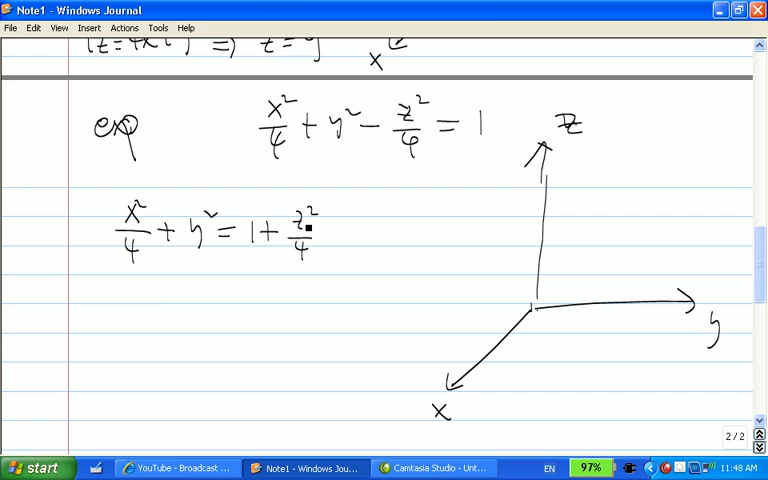 Note1 - Windows Journal
File Edit View Insert Actions Tools Help
z = y
x
exp x²/4 + y² - z²/4 = 1
z
x²/4 + y² = 1 + z²/4
y
x
2 / 2
start YouTube - Broadcast ... Note1 - Windows Jou... Camtasia Studio - Unt... EN 97% 11:48 AM